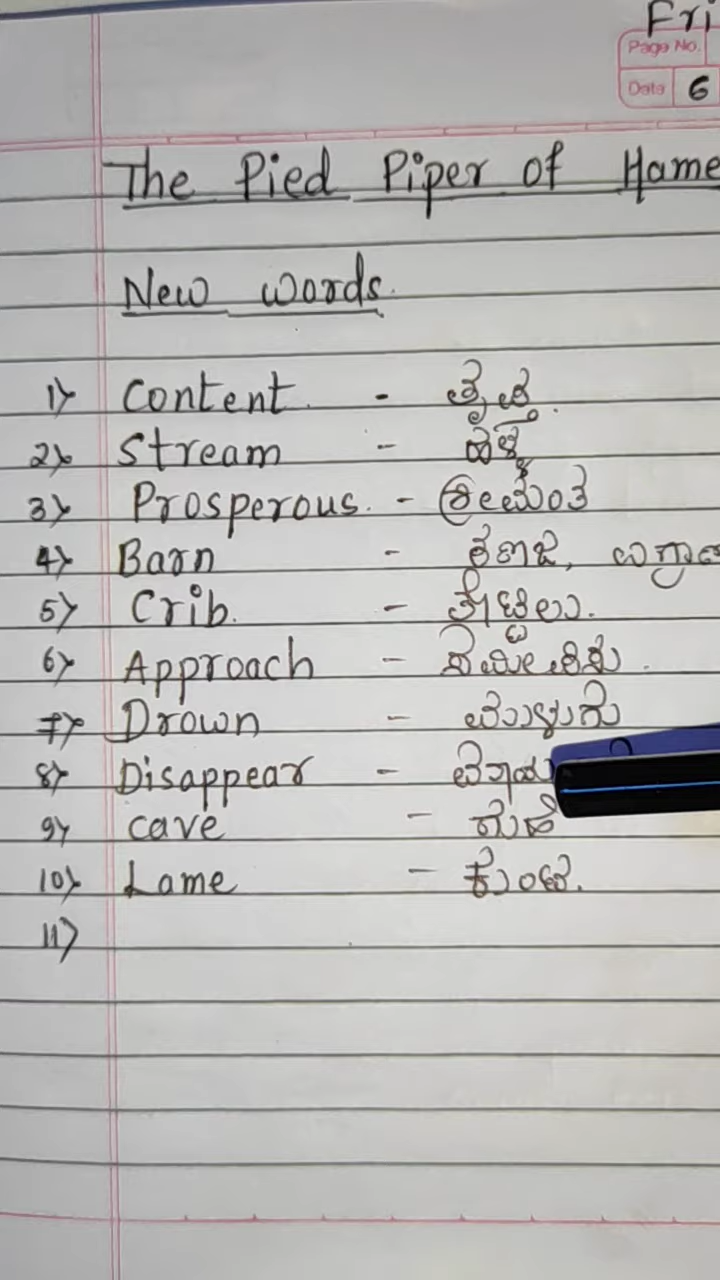 Fri
Page No.
Date 6
The Pied Piper of Hame
New words.
1) Content - ತೃಪ್ತಿ.
2) Stream - ಹಳ್ಳ
3) Prosperous. - ಶ್ರೀಮಂತ
4) Barn - ಕಣಜ,
5) Crib. -
6) Approach - ಸಮೀಪಿಸು.
7) Drown - ಮುಳುಗು
8) Disappear -
9) Cave - ಗುಹೆ
10) Lame - ಕುಂಟ.
11)